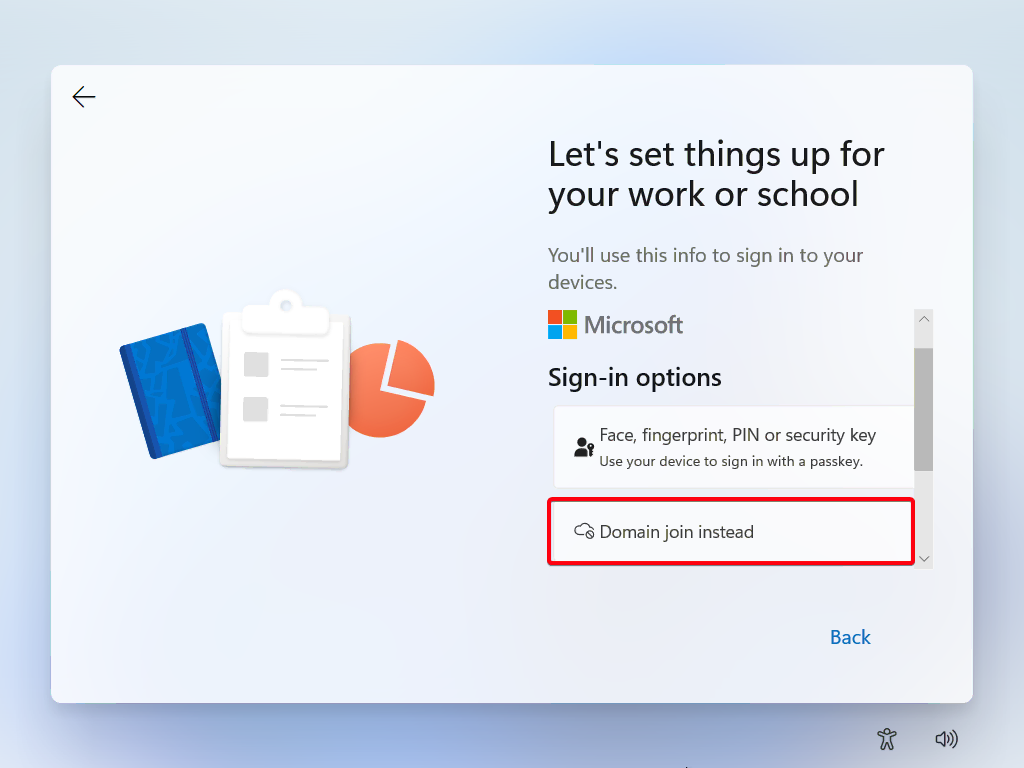 Let's set things up for
your work or school
You'll use this info to sign in to your
devices.
Microsoft
Sign-in options
Face, fingerprint, PIN or security key
Use your device to sign in with a passkey.
Domain join instead
Back